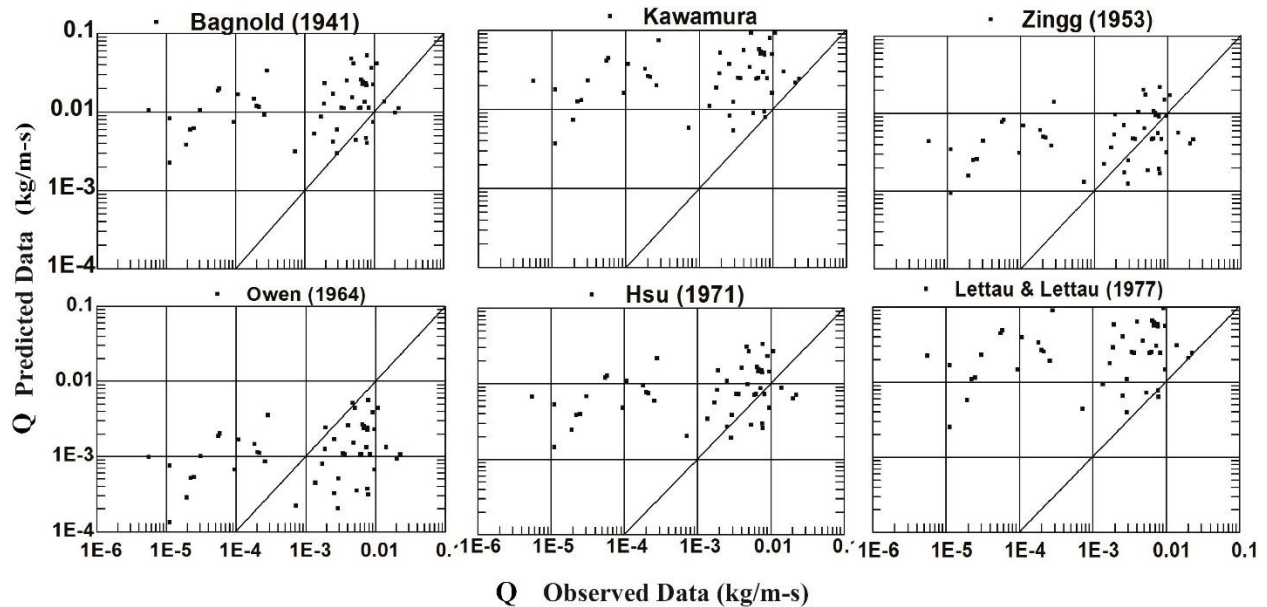 Bagnold (1941)
Kawamura
Zingg (1953)
0.1
0.01
1E-3
1E-4
Owen (1964)
Hsu (1971)
Lettau & Lettau (1977)
0.1
0.01
1E-3
1E-4
1E-6 1E-5 1E-4 1E-3 0.01 0.1
1E-6 1E-5 1E-4 1E-3 0.01
1E-6 1E-5 1E-4 1E-3 0.01 0.1
Q Predicted Data (kg/m-s)
Q Observed Data (kg/m-s)